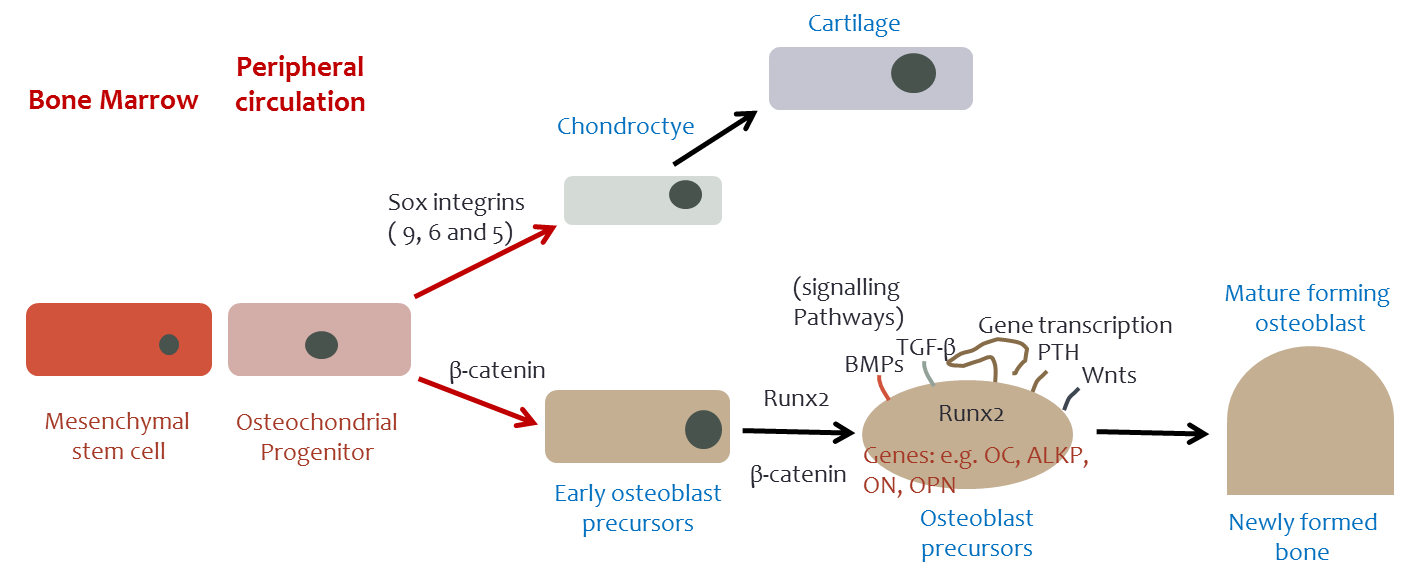 Cartilage
Peripheral
circulation
Bone Marrow
Chondroctye
Sox integrins
( 9, 6 and 5)
Mesenchymal
stem cell
Osteochondrial
Progenitor
β-catenin
Early osteoblast
precursors
Runx2
β-catenin
(signalling
Pathways)
BMPs
TGF-β
Gene transcription
PTH
Wnts
Runx2
Genes: e.g. OC, ALKP,
ON, OPN
Osteoblast
precursors
Mature forming
osteoblast
Newly formed
bone